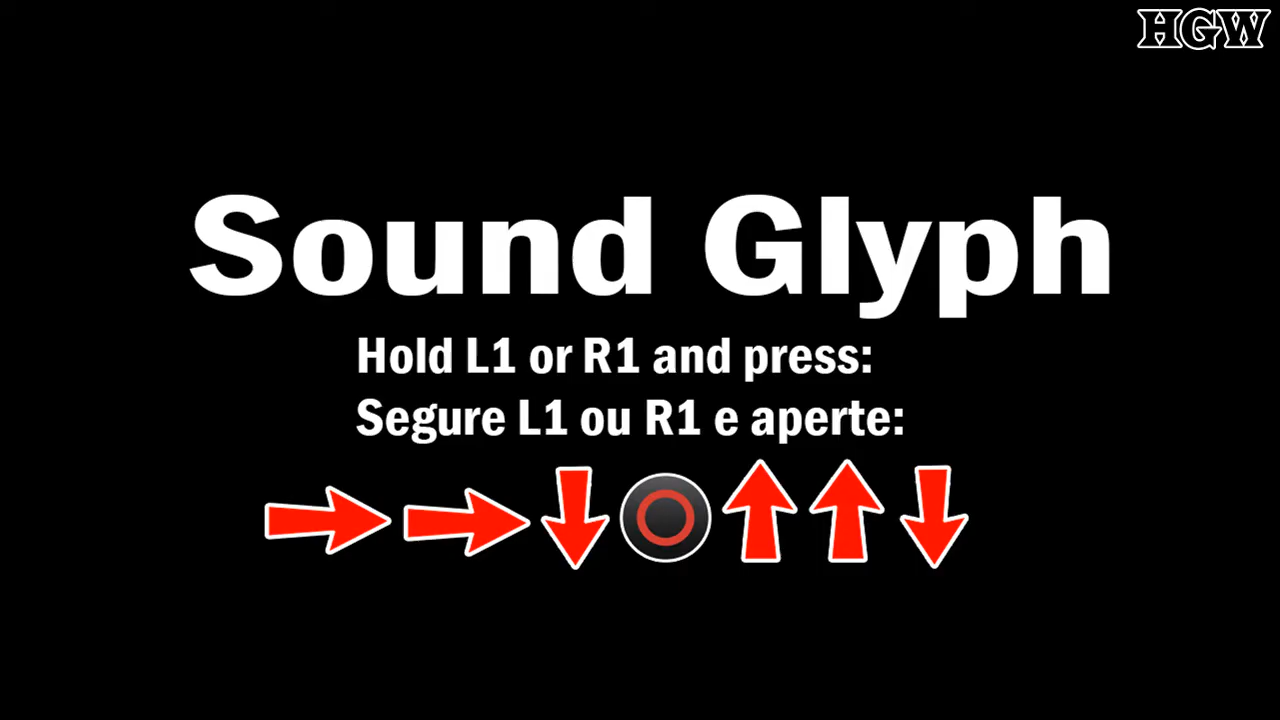 HGW
Sound Glyph
Hold L1 or R1 and press:
Segure L1 ou R1 e aperte: